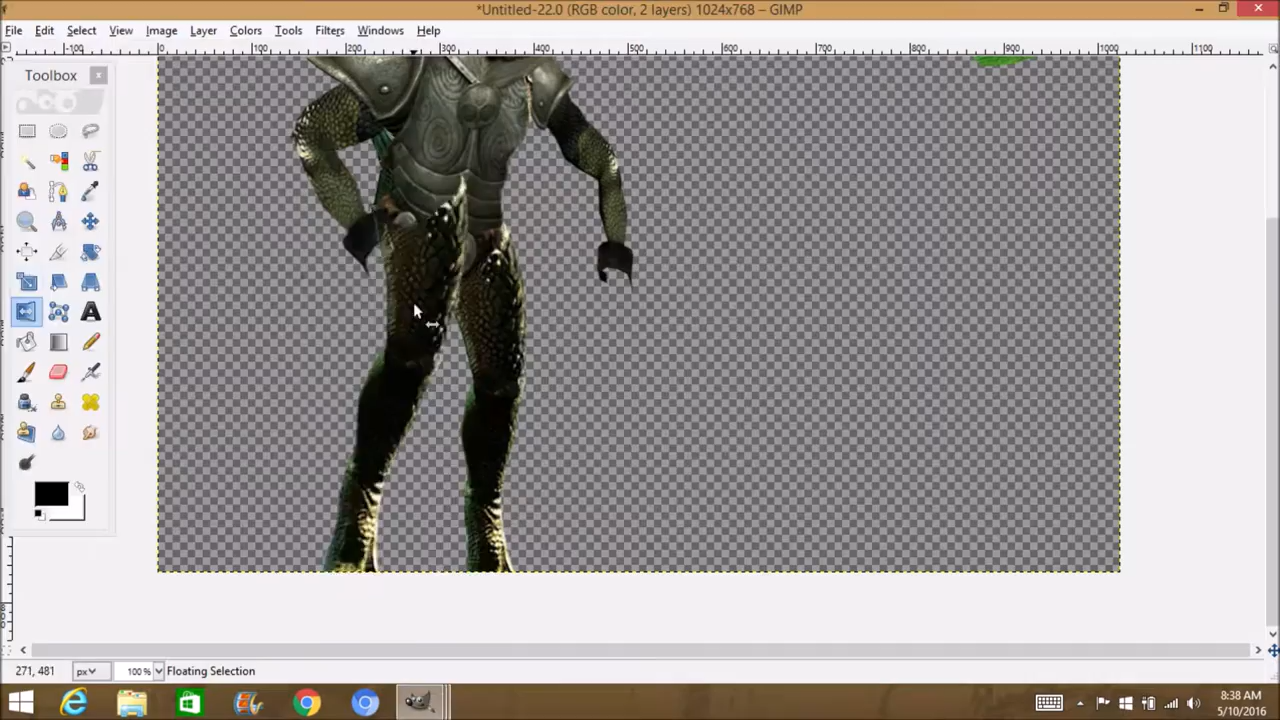 *Untitled-22.0 (RGB color, 2 layers) 1024x768 – GIMP
File Edit Select View Image Layer Colors Tools Filters Windows Help
-100 0 100 200 300 400 500 600 700 800 900 1000 1100
Toolbox
271, 481 px 100 % Floating Selection
8:38 AM
5/10/2016